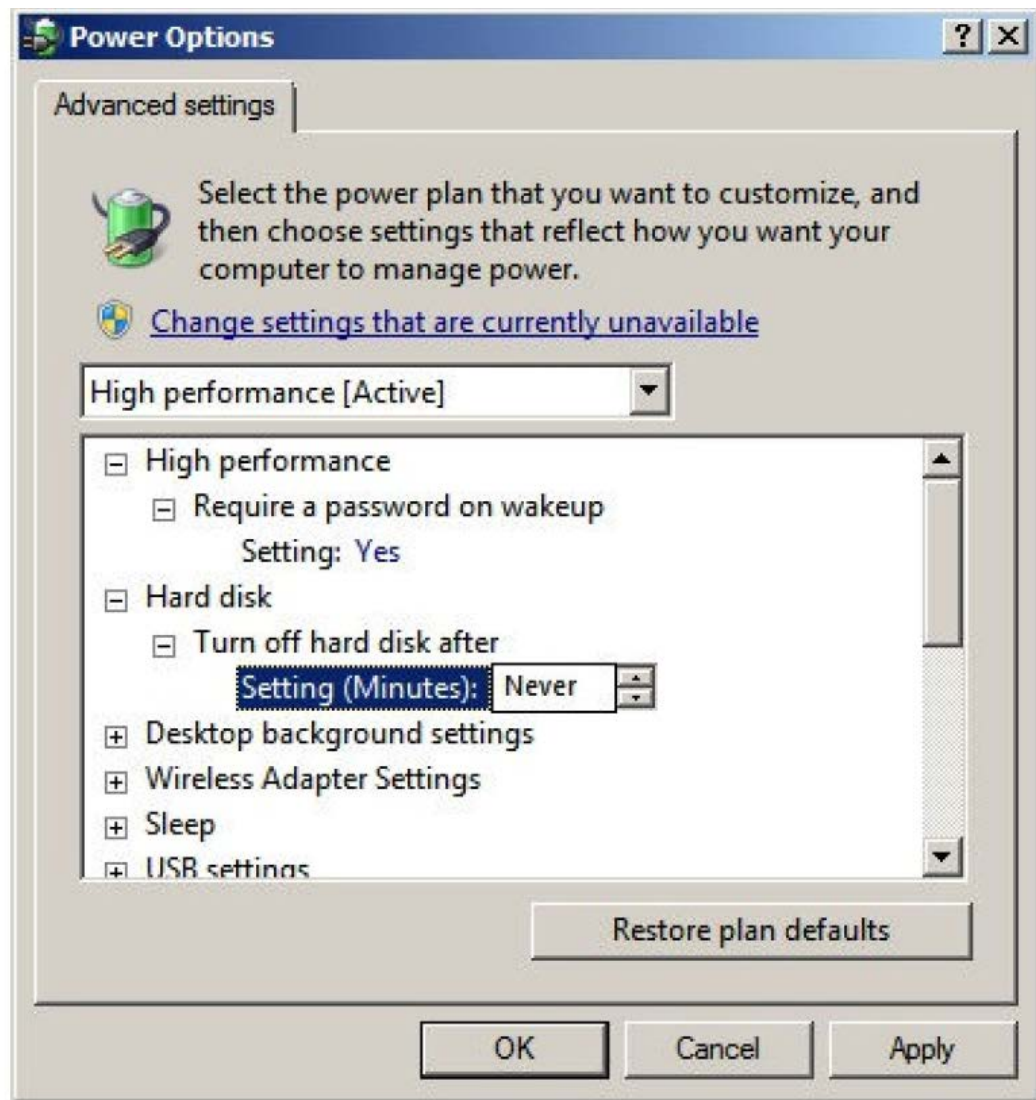 Power Options
Advanced settings
Select the power plan that you want to customize, and
then choose settings that reflect how you want your
computer to manage power.
Change settings that are currently unavailable
High performance [Active]
High performance
Require a password on wakeup
Setting: Yes
Hard disk
Turn off hard disk after
Setting (Minutes): Never
Desktop background settings
Wireless Adapter Settings
Sleep
USB settings
Restore plan defaults
OK Cancel Apply